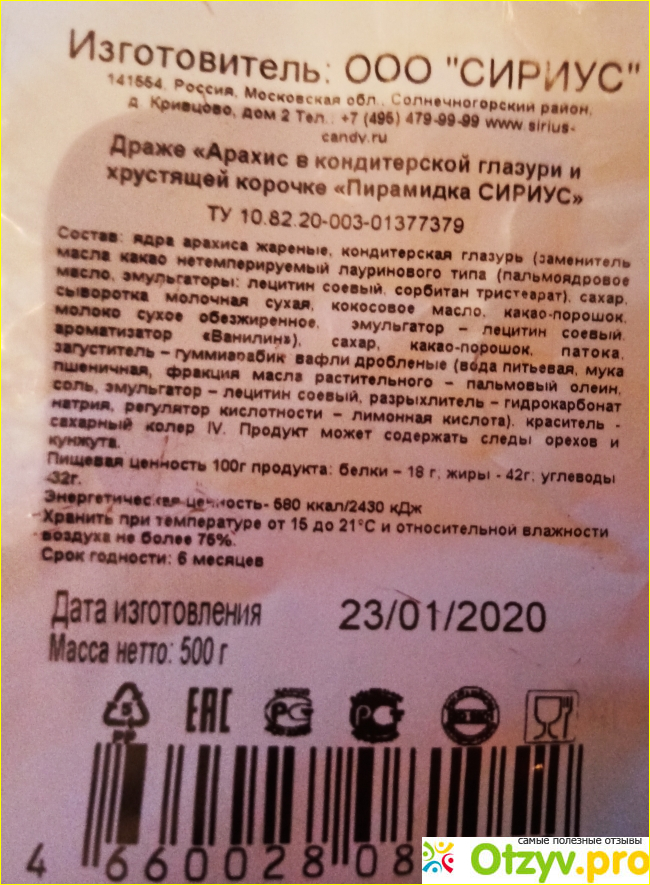 Изготовитель: ООО "СИРИУС"
141554, Россия, Московская обл., Солнечногорский район,
д. Кривцово, дом 2 Тел.: +7 (495) 479-99-99 www.sirius-
candy.ru
Драже «Арахис в кондитерской глазури и
хрустящей корочке «Пирамидка СИРИУС»
ТУ 10.82.20-003-01377379
Состав: ядра арахиса жареные, кондитерская глазурь (заменитель
масла какао нетемперируемый лауринового типа (пальмоядровое
масло, эмульгаторы: лецитин соевый, сорбитан тристеарат), сахар,
сыворотка молочная сухая, кокосовое масло, какао-порошок,
молоко сухое обезжиренное, эмульгатор – лецитин соевый,
ароматизатор «Ванилин»), сахар, какао-порошок, патока,
загуститель – гуммиарабик вафли дробленые (вода питьевая, мука
пшеничная, фракция масла растительного – пальмовый олеин,
соль, эмульгатор – лецитин соевый, разрыхлитель – гидрокарбонат
натрия, регулятор кислотности – лимонная кислота). краситель -
сахарный колер IV. Продукт может содержать следы орехов и
кунжута.
Пищевая ценность 100г продукта: белки – 18 г; жиры - 42г; углеводы
-32г.
Энергетическая ценность- 580 ккал/2430 кДж
Хранить при температуре от 15 до 21°С и относительной влажности
воздуха не более 75%.
Срок годности: 6 месяцев
Дата изготовления 23/01/2020
Масса нетто: 500 г
5 ЕАС РС РС
PP
4 660028 08
самые полезные отзывы
Otzyv.pro